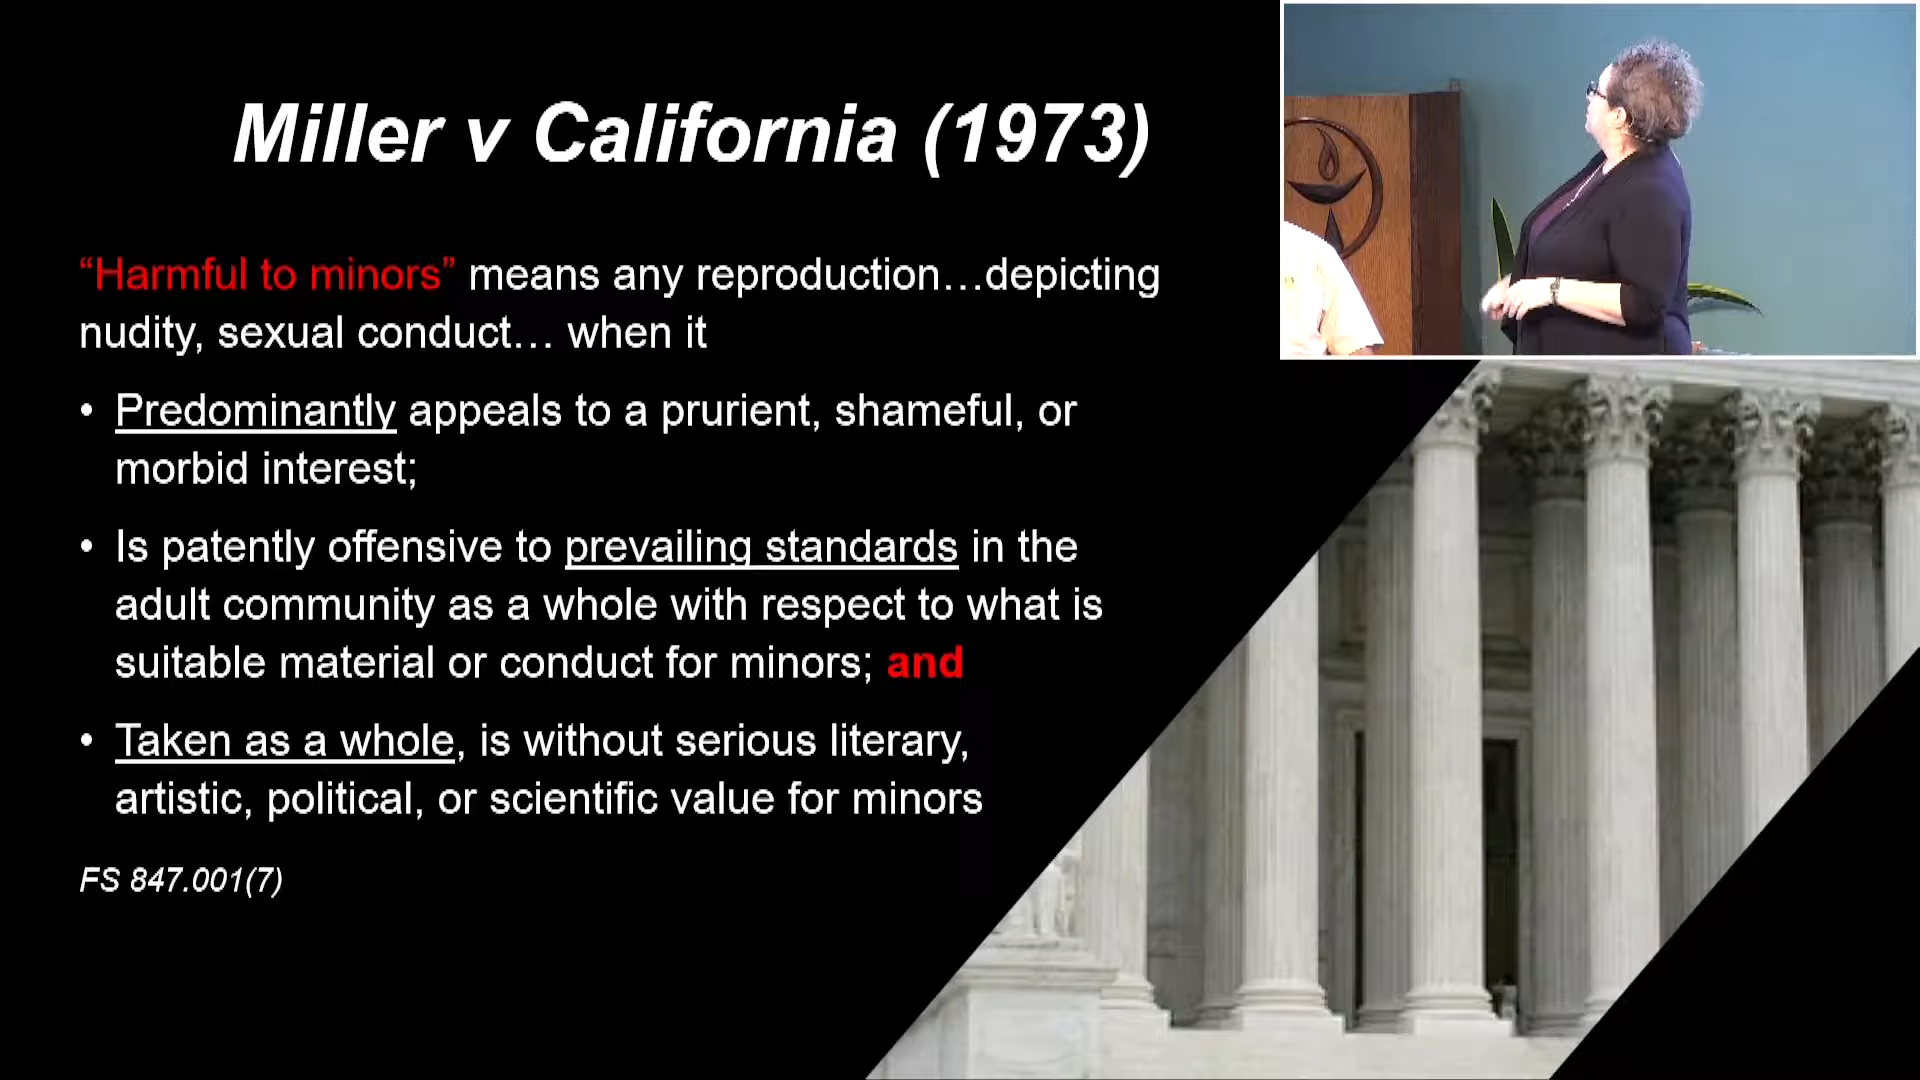 Miller v California (1973)
“Harmful to minors” means any reproduction…depicting
nudity, sexual conduct… when it
• Predominantly appeals to a prurient, shameful, or
morbid interest;
• Is patently offensive to prevailing standards in the
adult community as a whole with respect to what is
suitable material or conduct for minors; and
• Taken as a whole, is without serious literary,
artistic, political, or scientific value for minors
FS 847.001(7)